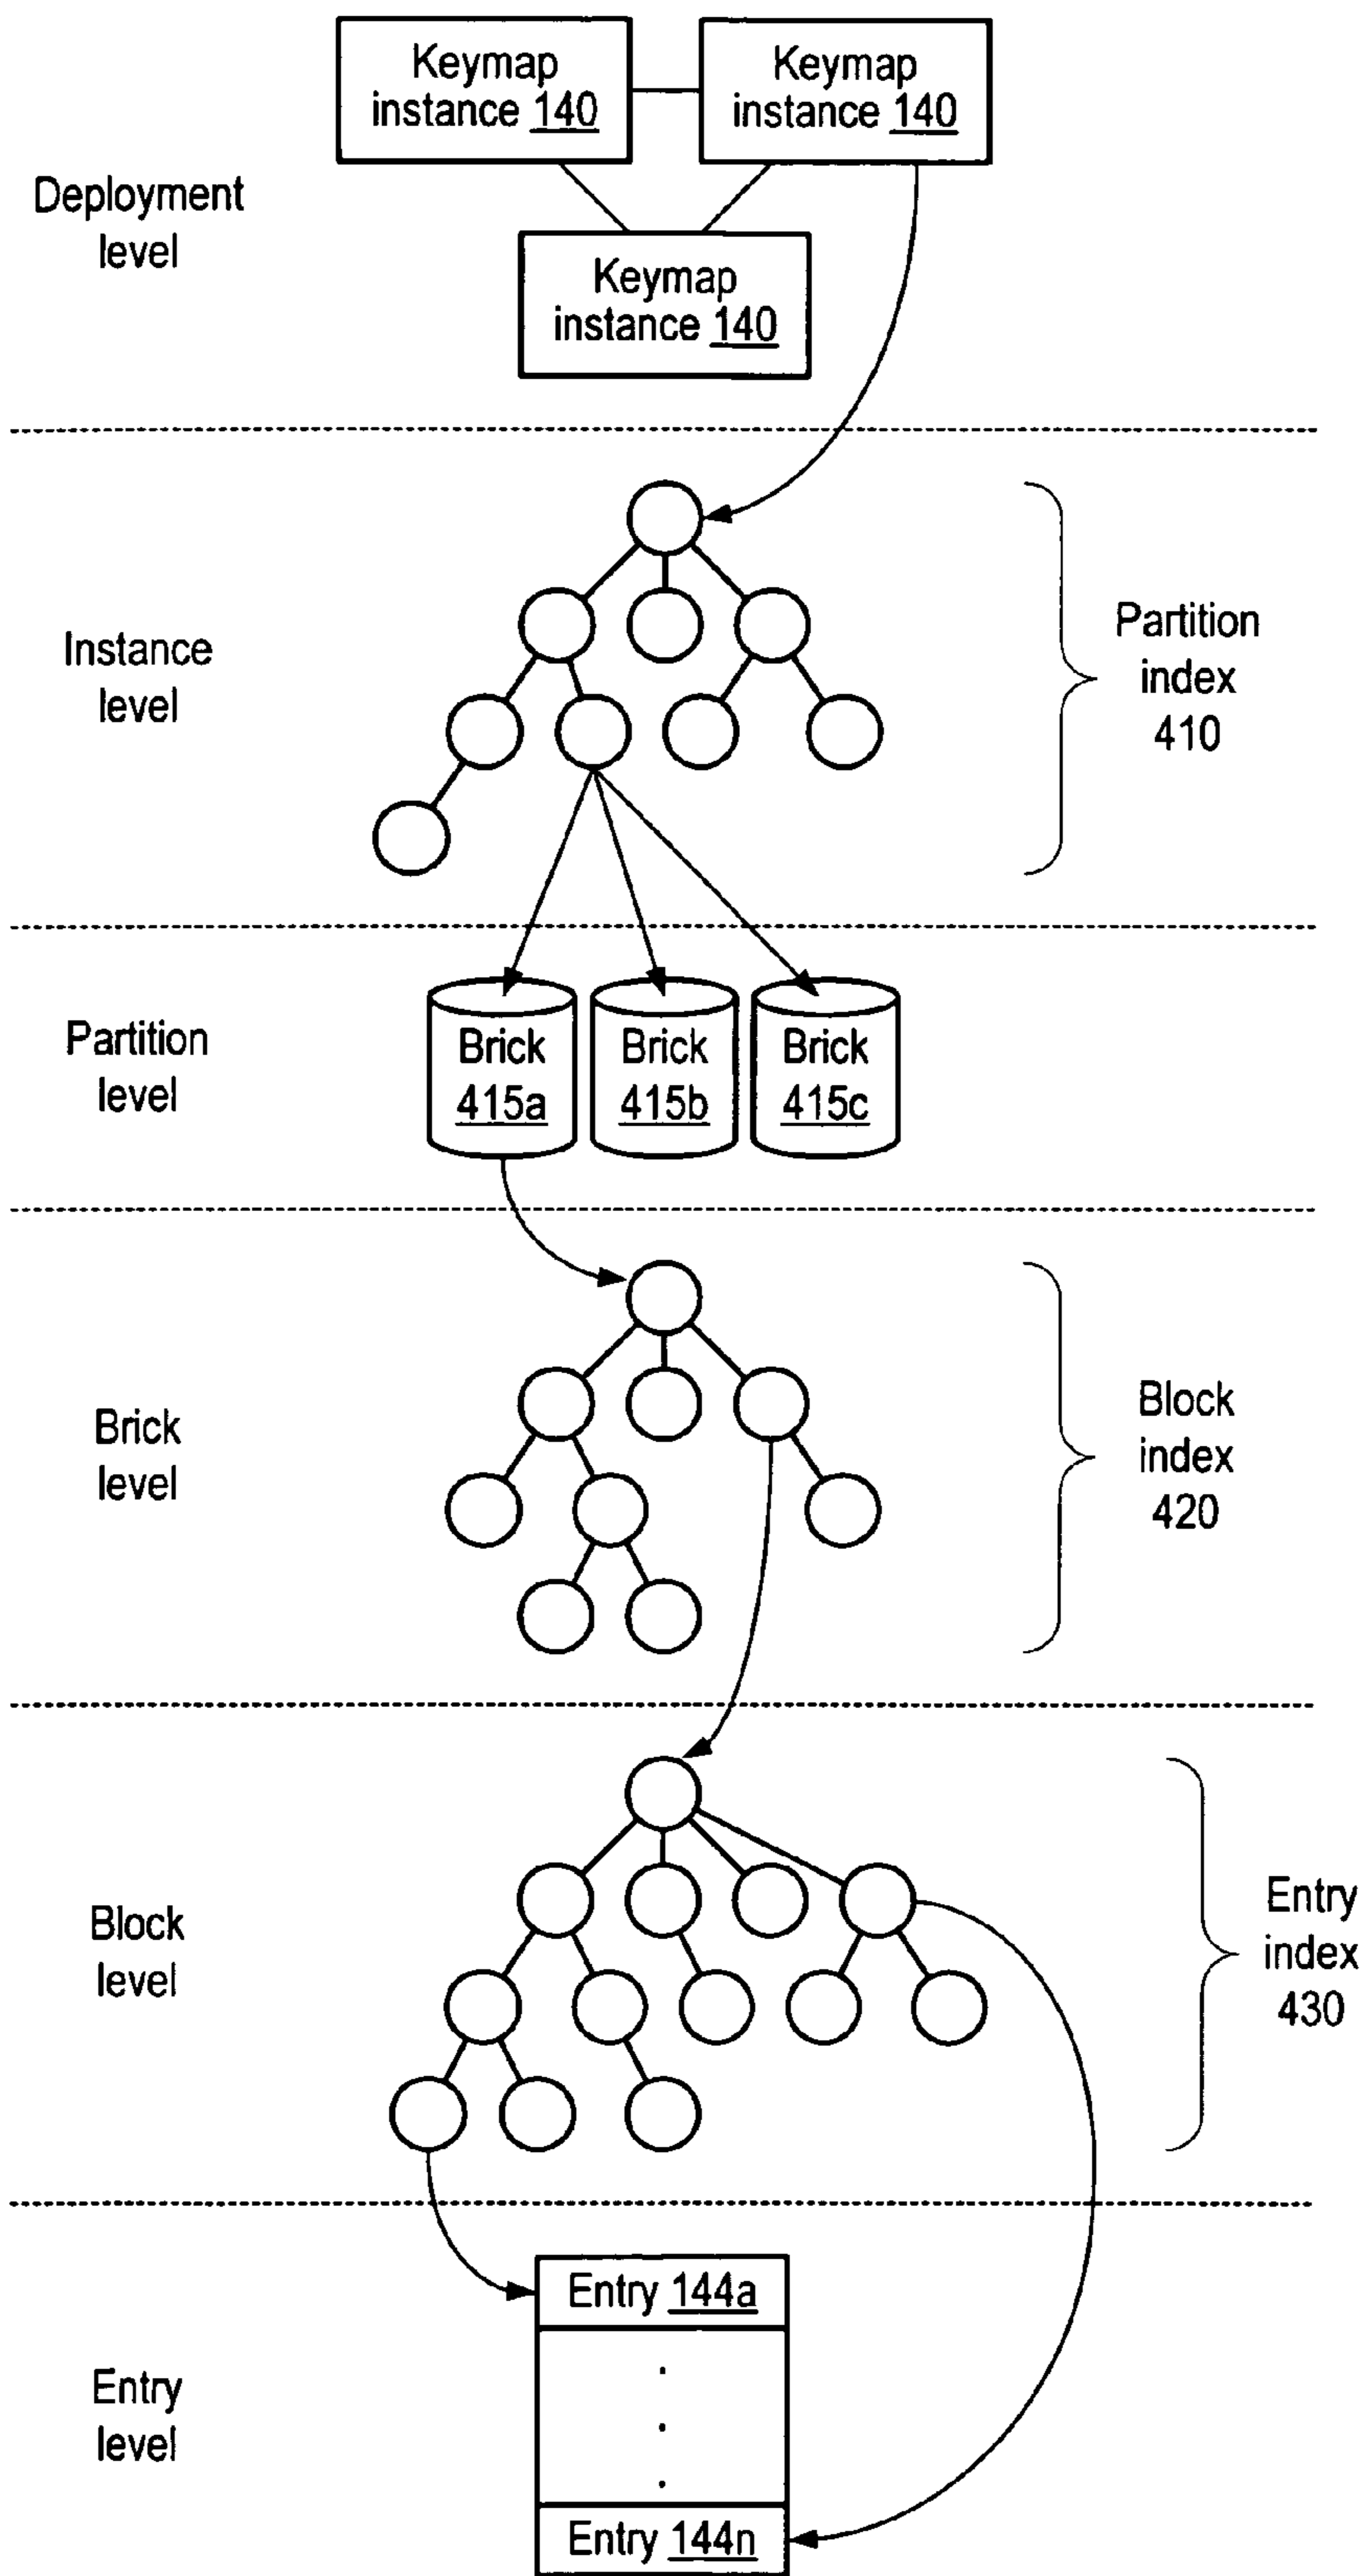 Keymap
instance 140
Keymap
instance 140
Deployment
level
Keymap
instance 140
Instance
level
Partition
index
410
Partition
level
Brick
415a
Brick
415b
Brick
415c
Brick
level
Block
index
420
Block
level
Entry
index
430
Entry 144a
.
.
.
Entry
level
Entry 144n